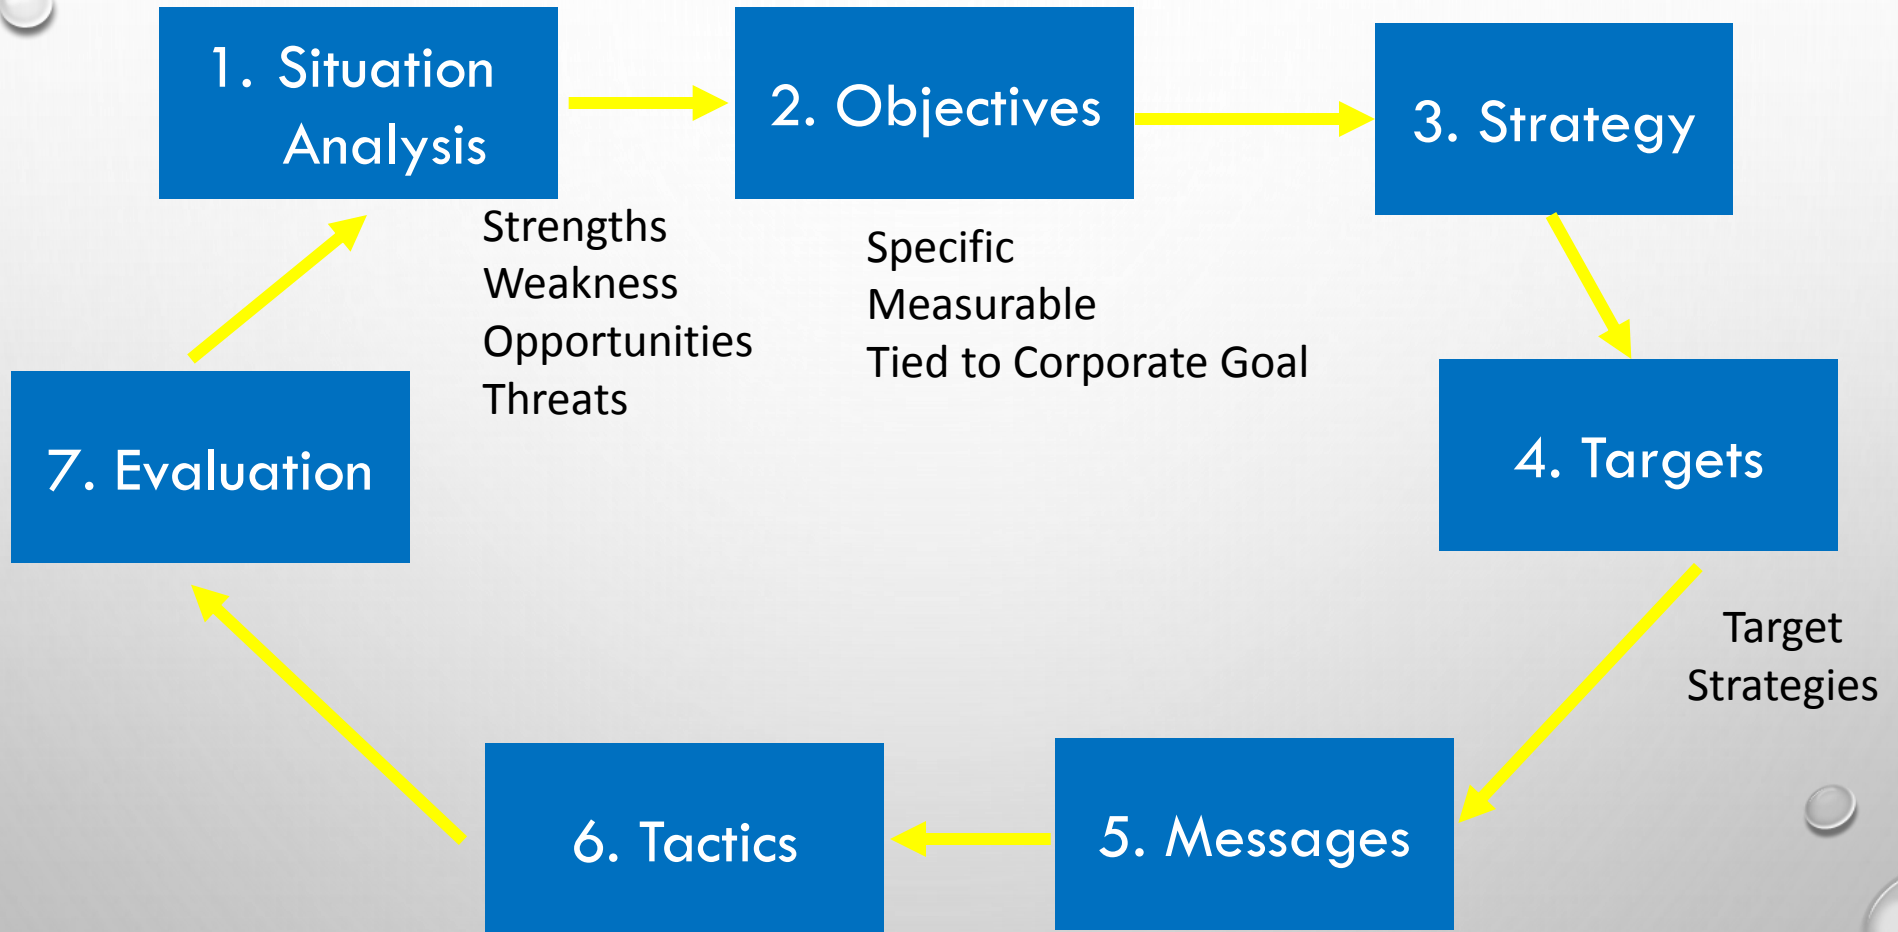 1. Situation
Analysis
2. Objectives
3. Strategy
Strengths
Weakness
Opportunities
Threats
Specific
Measurable
Tied to Corporate Goal
4. Targets
Target
Strategies
5. Messages
6. Tactics
7. Evaluation